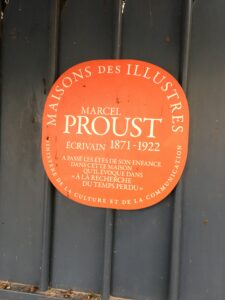 MAISONS DES ILLUSTRES
MARCEL
PROUST
ÉCRIVAIN 1871-1922
A PASSÉ LES ÉTÉS DE SON ENFANCE
DANS CETTE MAISON
QU'IL ÉVOQUE DANS
« À LA RECHERCHE
DU TEMPS PERDU »
MINISTÈRE DE LA CULTURE ET DE LA COMMUNICATION